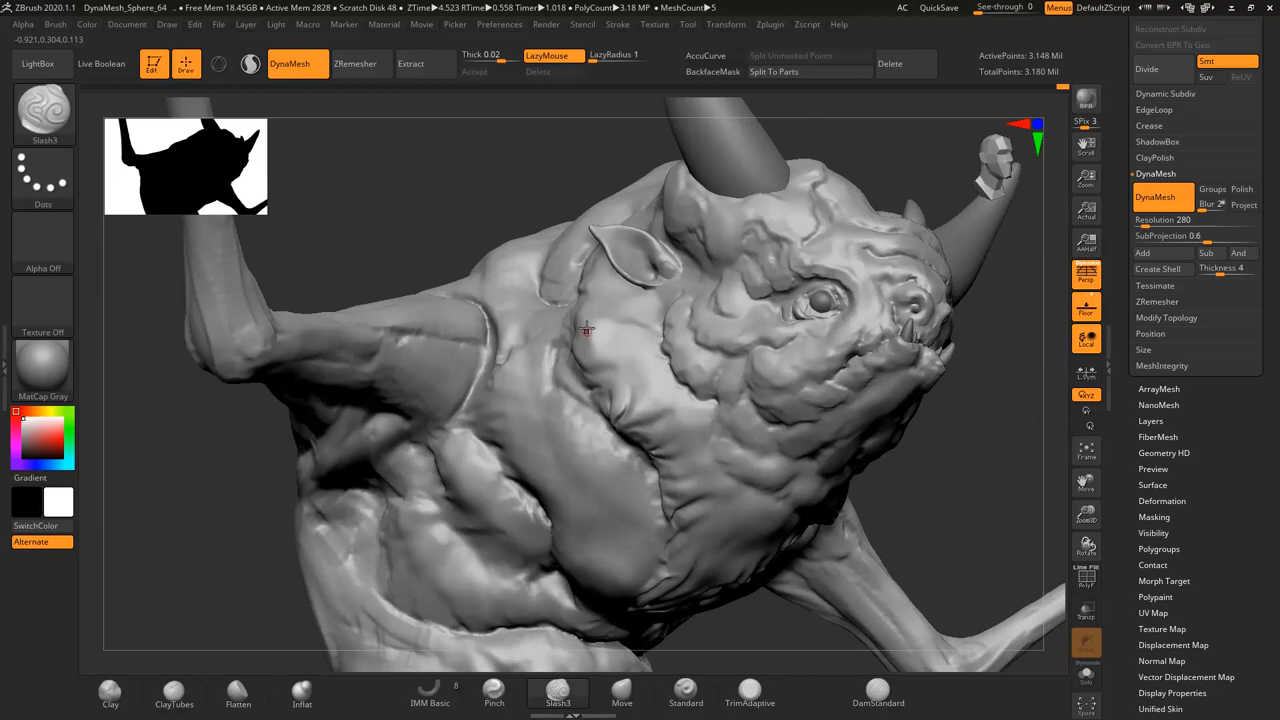 ZBrush 2020.1.1 DynaMesh_Sphere_64 .. • Free Mem 18.45GB • Active Mem 2828 • Scratch Disk 48 • ZTime▶4.523 RTime▶0.558 Timer▶1.018 • PolyCount▶3.18 MP • MeshCount▶5 AC QuickSave See-through 0 Menus DefaultZScript
Alpha Brush Color Document Draw Edit File Layer Light Macro Marker Material Movie Picker Preferences Render Stencil Stroke Texture Tool Transform Zplugin Zscript Help
-0.921,0.304,0.113
LightBox Live Boolean Edit Draw DynaMesh ZRemesher Extract
Thick 0.02 LazyMouse LazyRadius 1
Accept Delete
AccuCurve Split Unmasked Points
BackfaceMask Split To Parts Delete
ActivePoints: 3.148 Mil
TotalPoints: 3.180 Mil
Slash3
Dots
Alpha Off
Texture Off
MatCap Gray
Gradient
SwitchColor
Alternate
BPR
SPix 3
Scroll
Zoom
Actual
AAHalf
Dynamic
Persp
Floor
Local
L.Sym
XYZ
Frame
Move
Zoom3D
Rotate
Line Fill
PolyF
Transp
Ghost
Dynamic
Solo
Xpose
Reconstruct Subdiv
Convert BPR To Geo
Divide Smt
Suv ReUV
Dynamic Subdiv
EdgeLoop
Crease
ShadowBox
ClayPolish
DynaMesh
DynaMesh Groups Polish
Blur 2 Project
Resolution 280
SubProjection 0.6
Add Sub And
Create Shell Thickness 4
Tessimate
ZRemesher
Modify Topology
Position
Size
MeshIntegrity
ArrayMesh
NanoMesh
Layers
FiberMesh
Geometry HD
Preview
Surface
Deformation
Masking
Visibility
Polygroups
Contact
Morph Target
Polypaint
UV Map
Texture Map
Displacement Map
Normal Map
Vector Displacement Map
Display Properties
Unified Skin
Clay ClayTubes Flatten Inflat IMM Basic 8 Pinch Slash3 Move Standard TrimAdaptive DamStandard